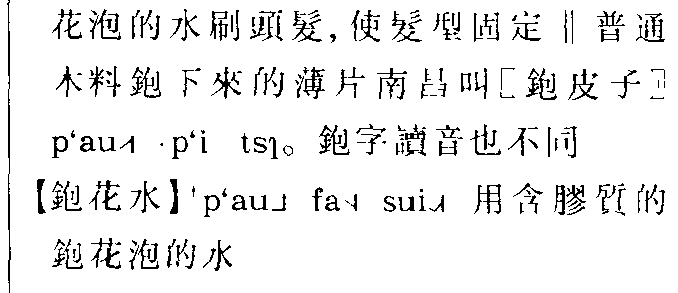 花泡的水刷頭髮，使髮型固定‖普通
木料鉋下來的薄片南昌叫［鉋皮子］
p‘au˨˦ ·p‘i tsʅ。鉋字讀音也不同
【鉋花水】p‘au˩ fa suiʌ 用含膠質的
鉋花泡的水